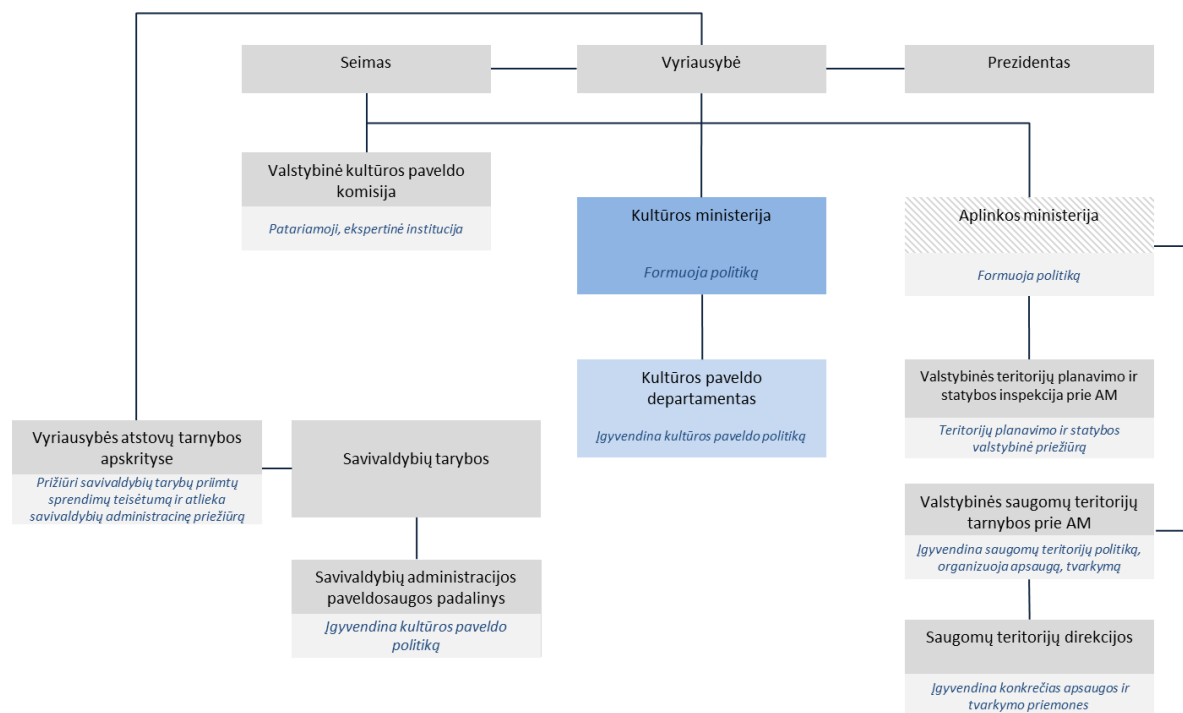 Seimas
Vyriausybė
Prezidentas
Valstybinė kultūros paveldo
komisija
Patariamoji, ekspertinė institucija
Kultūros ministerija
Formuoja politiką
Aplinkos ministerija
Formuoja politiką
Kultūros paveldo
departamentas
Įgyvendina kultūros paveldo politiką
Valstybinės teritorijų planavimo ir
statybos inspekcija prie AM
Teritorijų planavimo ir statybos
valstybinė priežiūrą
Vyriausybės atstovų tarnybos
apskrityse
Prižiūri savivaldybių tarybų priimtų
sprendimų teisėtumą ir atlieka
savivaldybių administracinę priežiūrą
Savivaldybių tarybos
Valstybinės saugomų teritorijų
tarnybos prie AM
Įgyvendina saugomų teritorijų politiką,
organizuoja apsaugą, tvarkymą
Savivaldybių administracijos
paveldosaugos padalinys
Įgyvendina kultūros paveldo
politiką
Saugomų teritorijų direkcijos
Įgyvendina konkrečias apsaugos ir
tvarkymo priemones